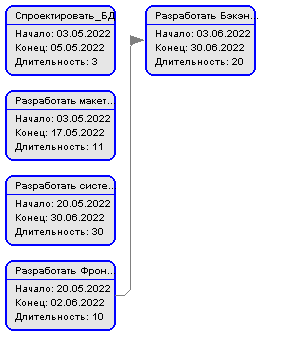 Спроектировать_БД
Начало: 03.05.2022
Конец: 05.05.2022
Длительность: 3
Разработать Бэкэн...
Начало: 03.06.2022
Конец: 30.06.2022
Длительность: 20
Разработать макет...
Начало: 03.05.2022
Конец: 17.05.2022
Длительность: 11
Разработать систе...
Начало: 20.05.2022
Конец: 30.06.2022
Длительность: 30
Разработать Фрон...
Начало: 20.05.2022
Конец: 02.06.2022
Длительность: 10